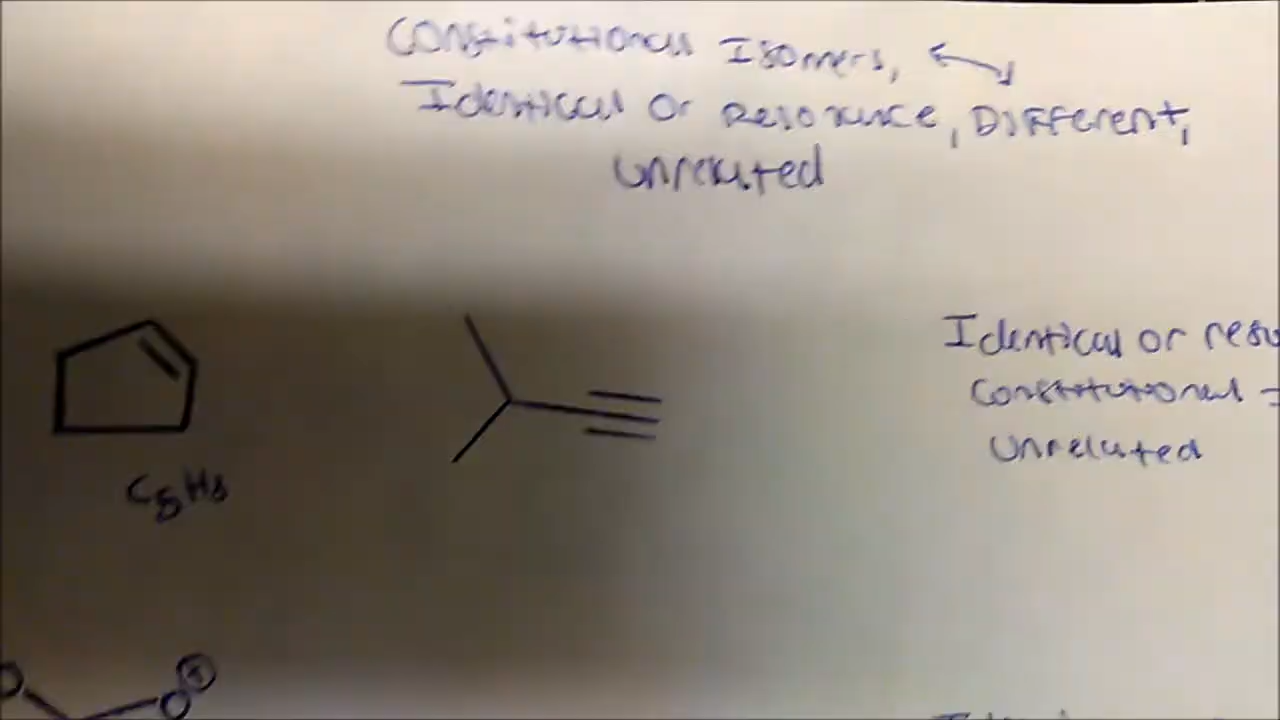 Constitutional Isomers,
Identical or Resonance, Different,
unrelated
Identical or reso
Constitutional =
unrelated
C5H8
O
O